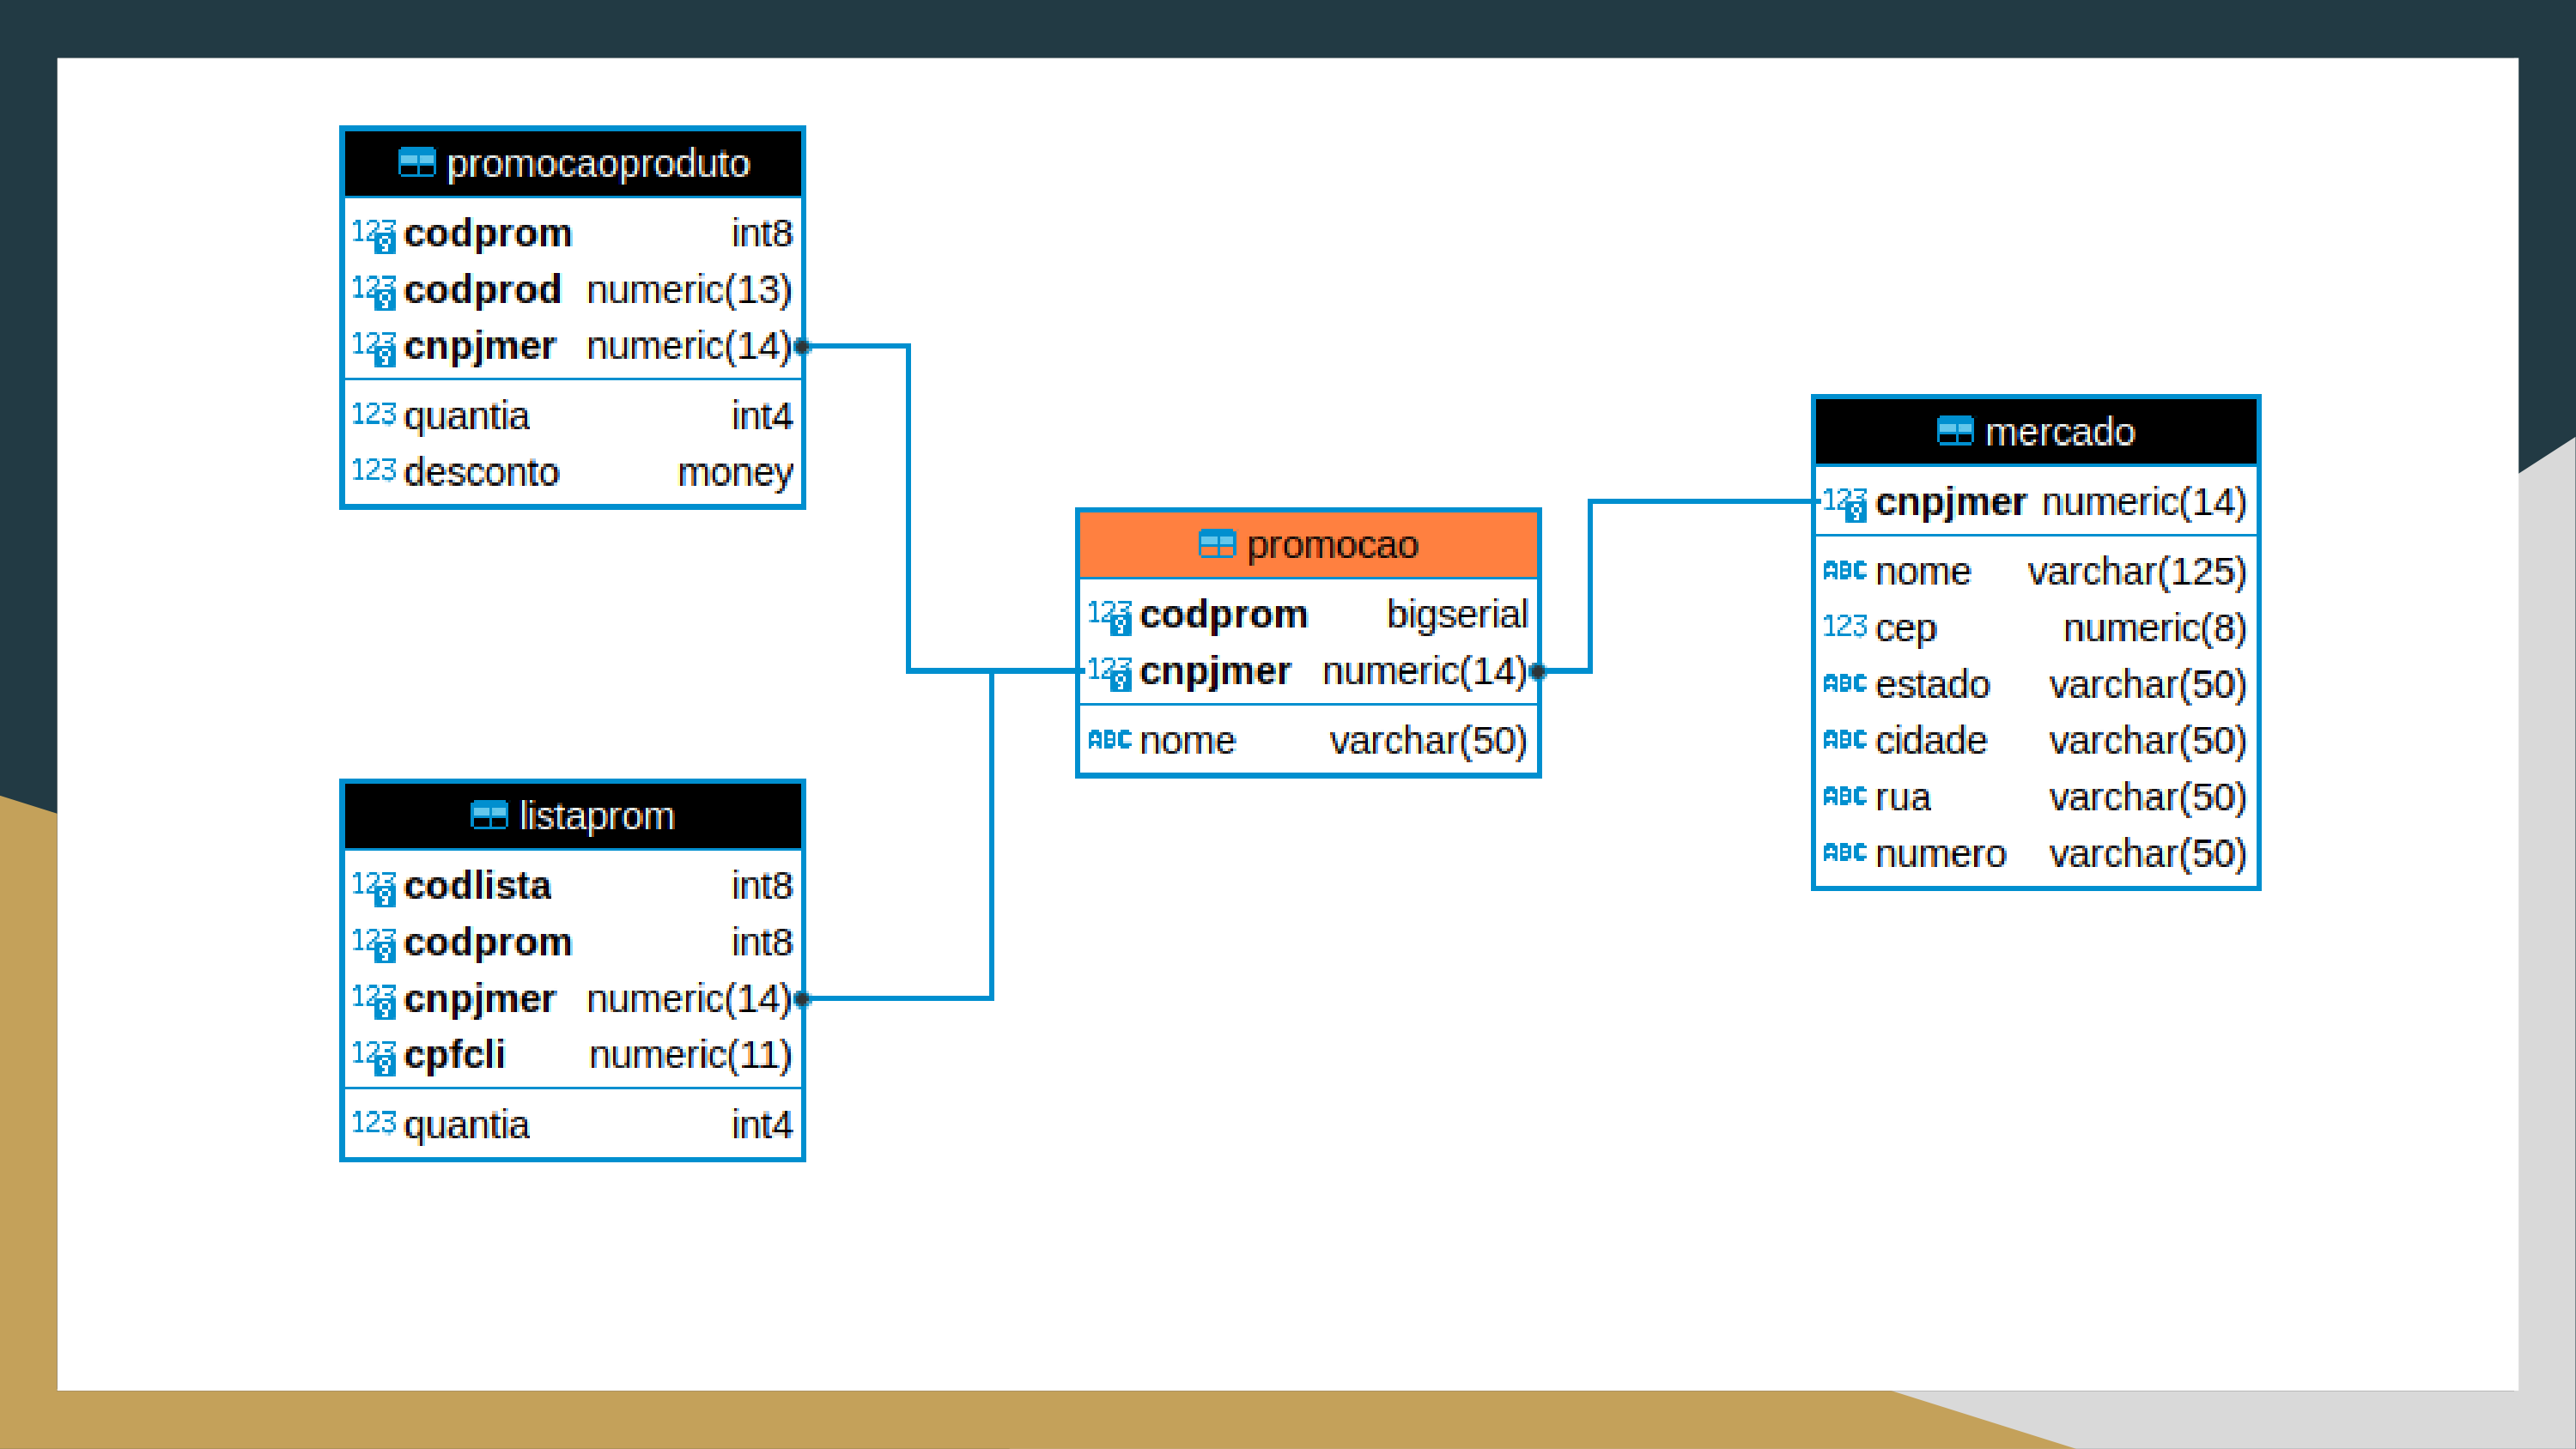 promocaoproduto
123 codprom int8
123 codprod numeric(13)
123 cnpjmer numeric(14)
123 quantia int4
123 desconto money
mercado
123 cnpjmer numeric(14)
ABC nome varchar(125)
123 cep numeric(8)
ABC estado varchar(50)
ABC cidade varchar(50)
ABC rua varchar(50)
ABC numero varchar(50)
promocao
123 codprom bigserial
123 cnpjmer numeric(14)
ABC nome varchar(50)
listaprom
123 codlista int8
123 codprom int8
123 cnpjmer numeric(14)
123 cpfcli numeric(11)
123 quantia int4